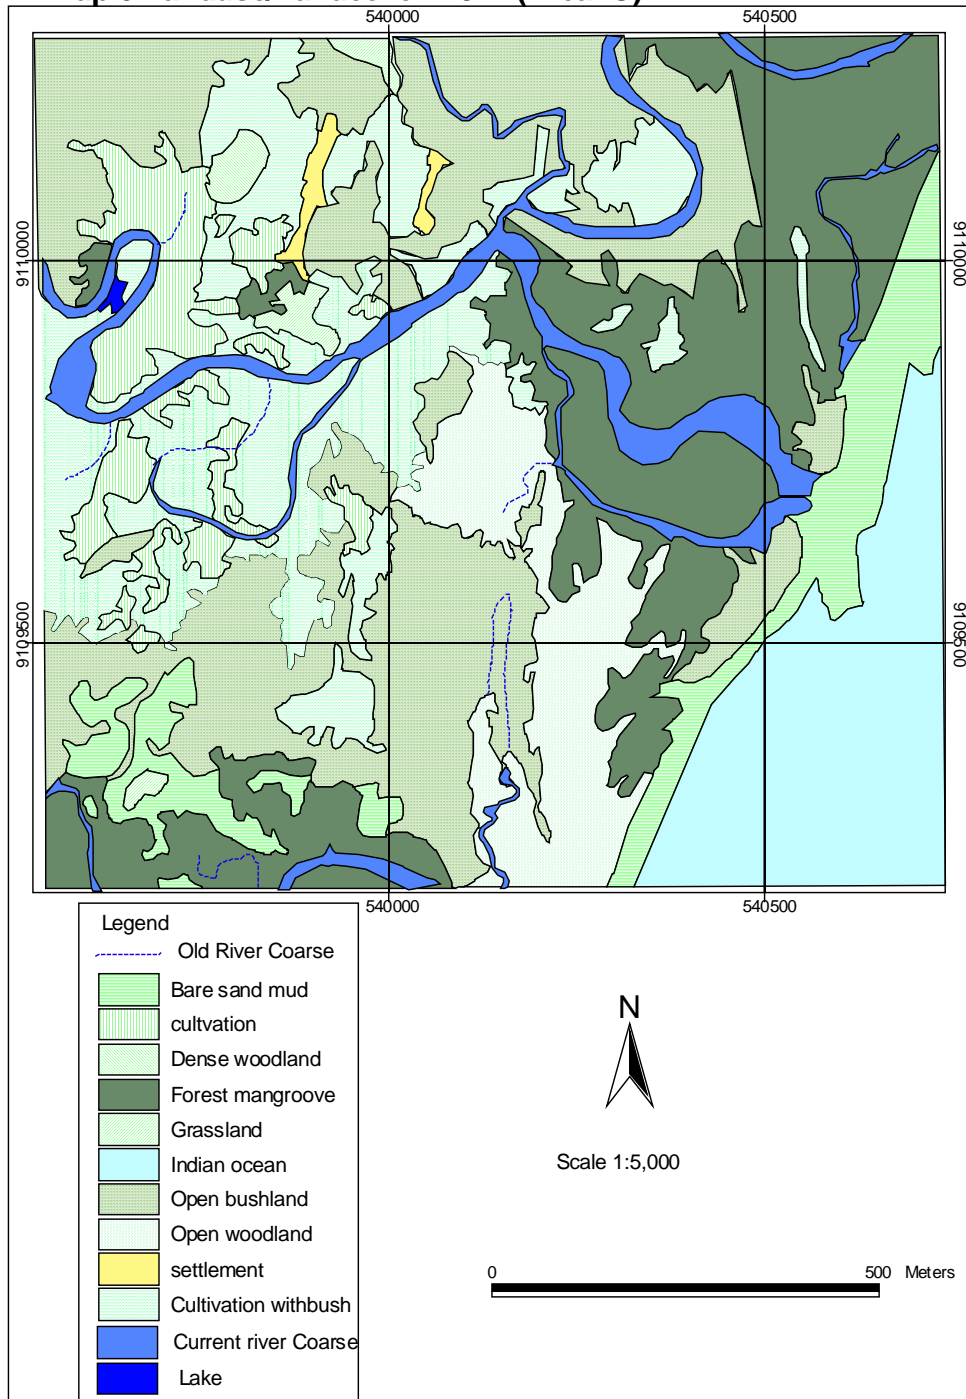 540000 540500
9110000 9110000
9109500 9109500
540000 540500
Legend
Old River Coarse
Bare sand mud
cultvation
Dense woodland
Forest mangroove
Grassland
Indian ocean
Open bushland
Open woodland
settlement
Cultivation withbush
Current river Coarse
Lake
N
Scale 1:5,000
0 500 Meters